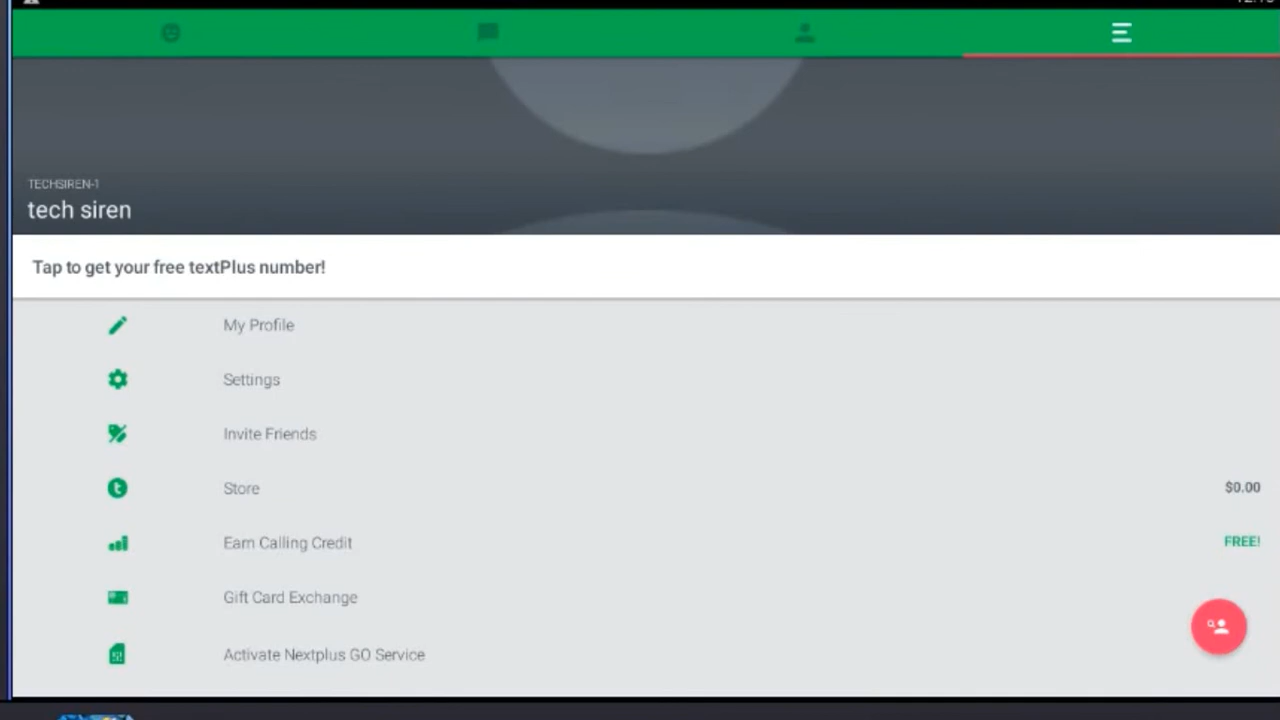 TECHSIREN-1
tech siren
Tap to get your free textPlus number!
My Profile
Settings
Invite Friends
Store
$0.00
Earn Calling Credit
FREE!
Gift Card Exchange
Activate Nextplus GO Service